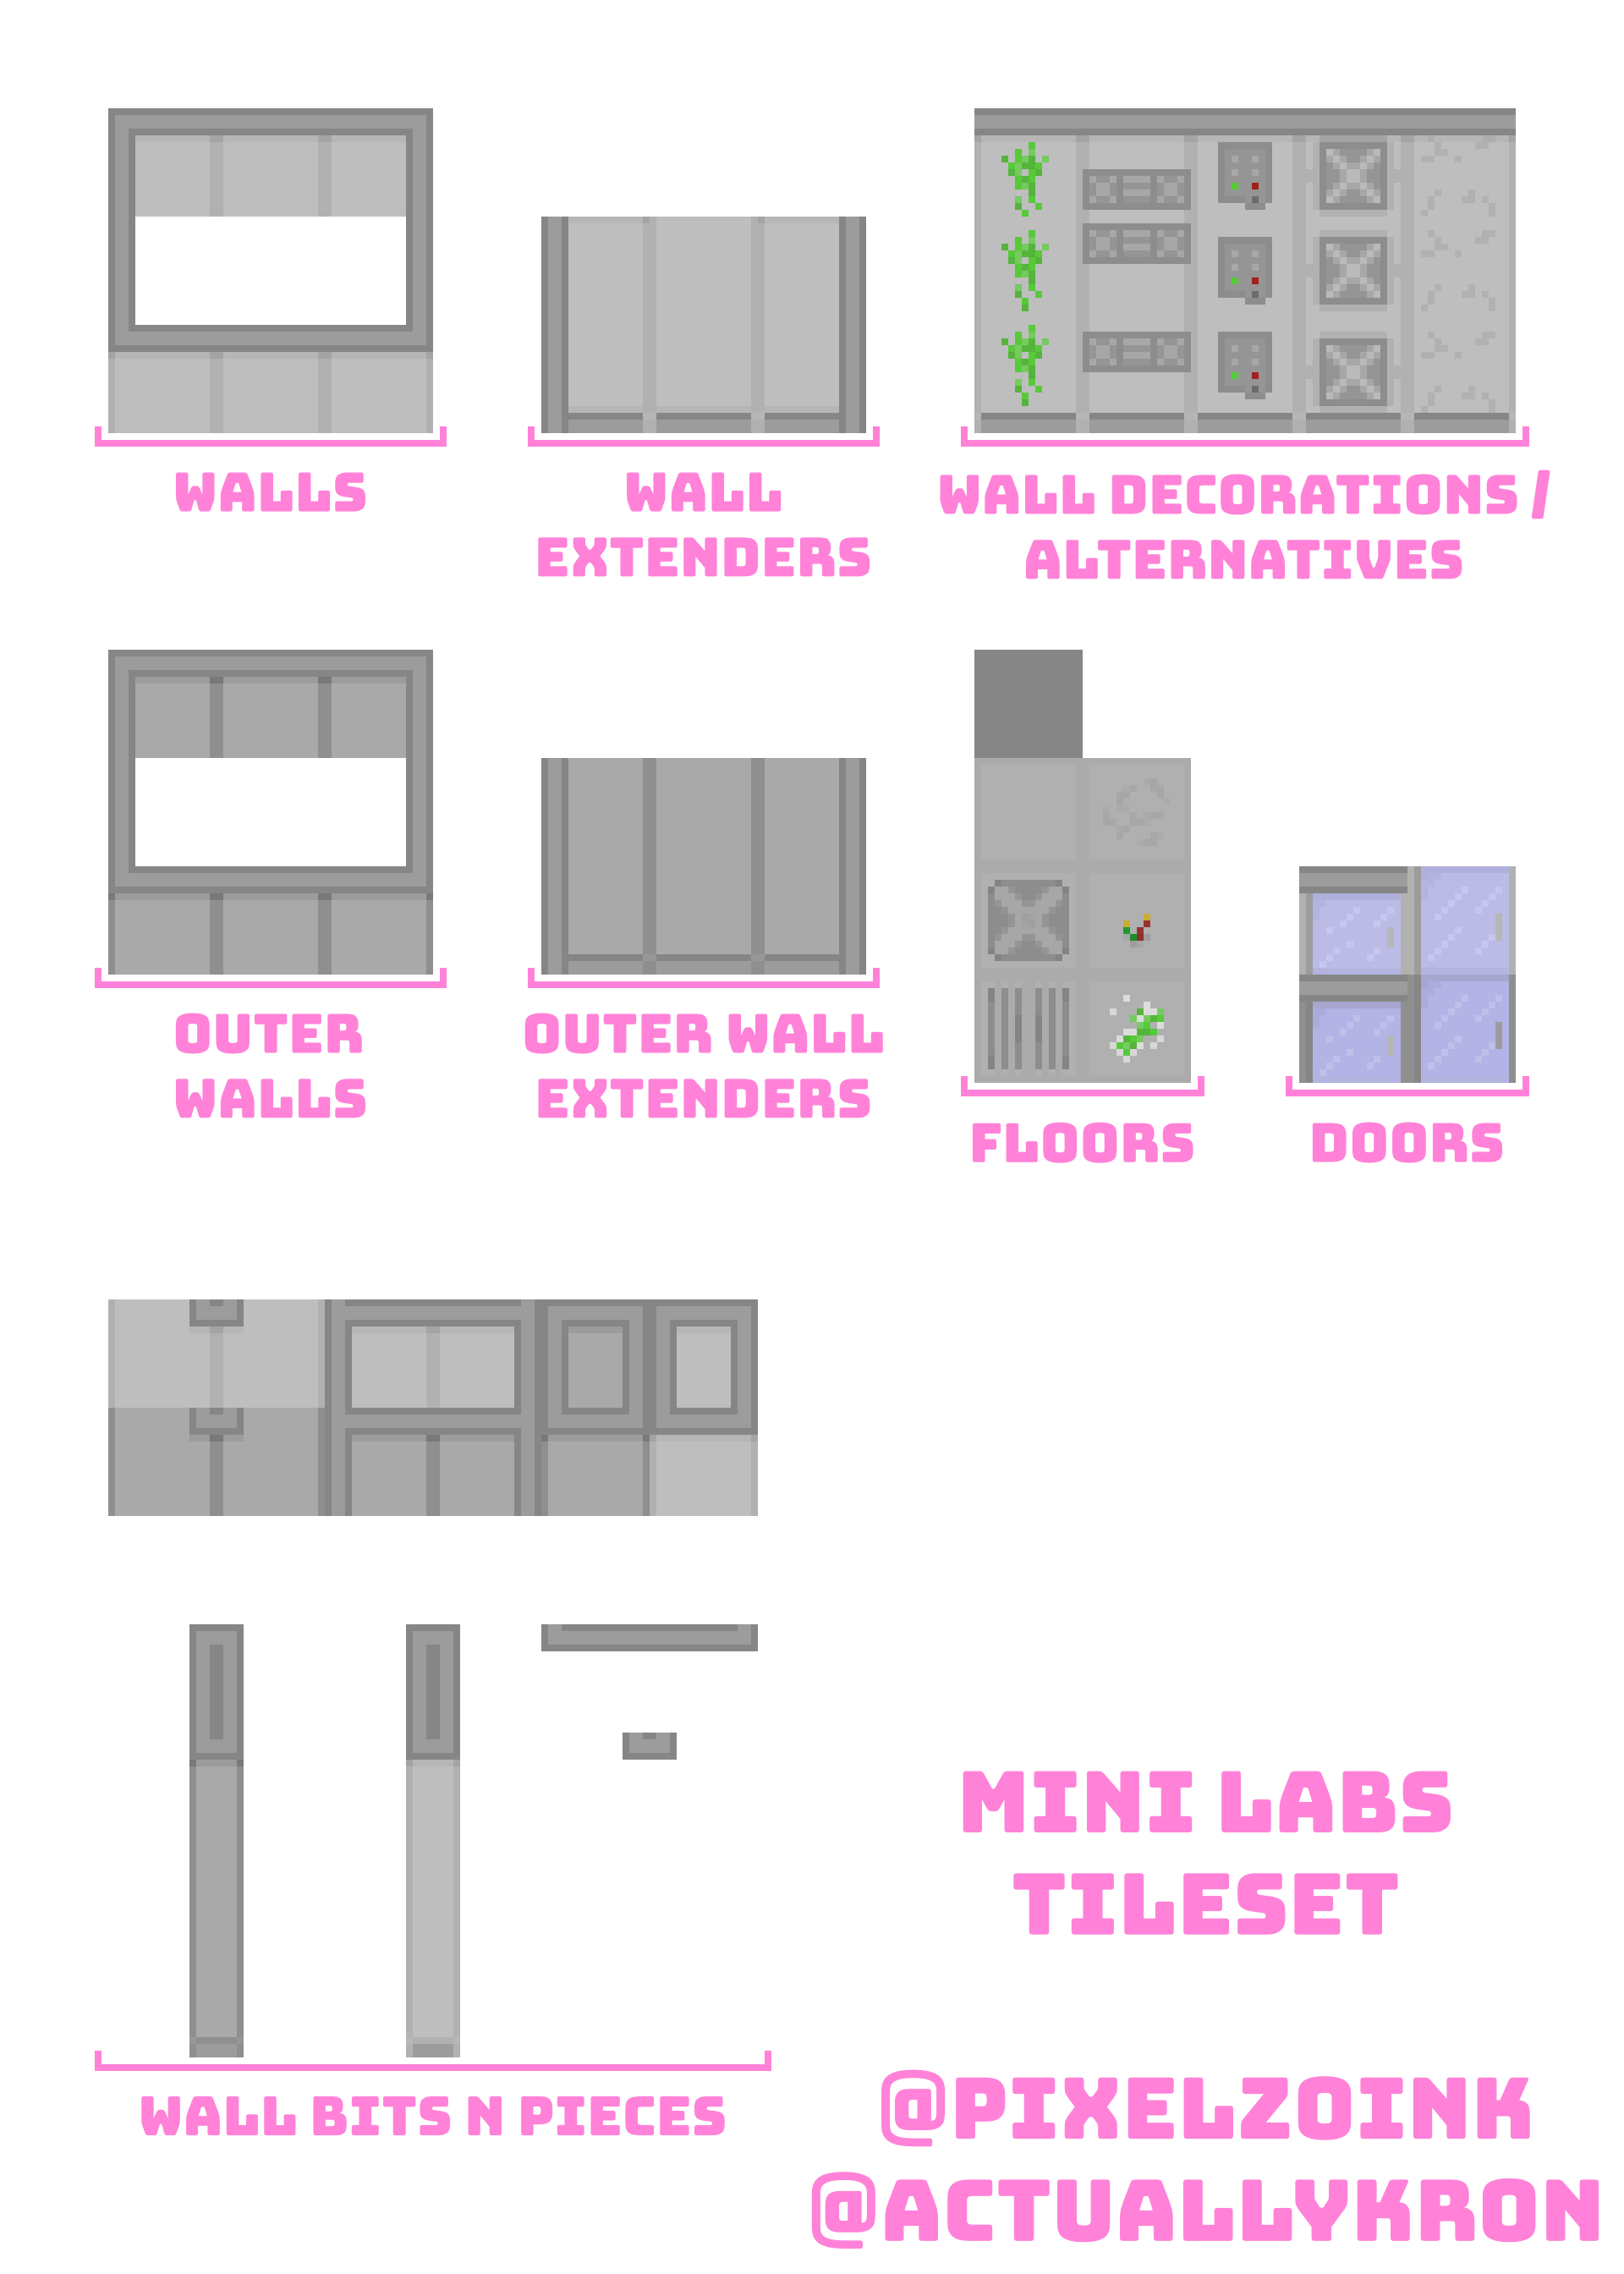 WALLS
WALL
EXTENDERS
WALL DECORATIONS /
ALTERNATIVES
OUTER
WALLS
OUTER WALL
EXTENDERS
FLOORS
DOORS
WALL BITS N PIECES
MINI LABS
TILESET
@PIXELZOINK
@ACTUALLYKRON